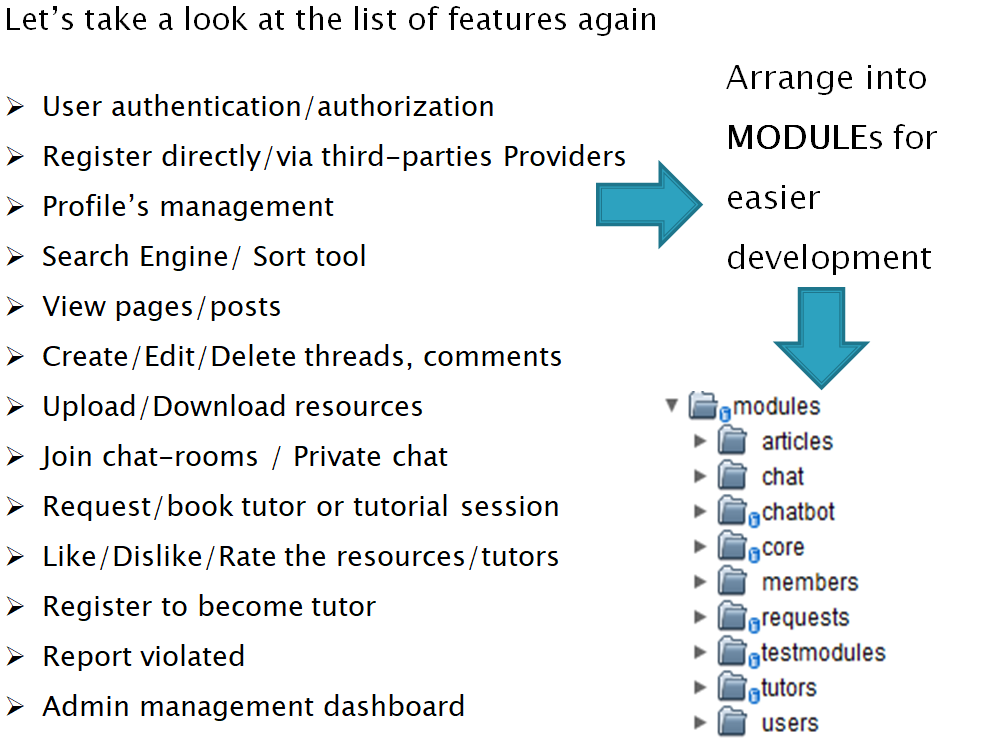 Let’s take a look at the list of features again
User authentication/authorization
Register directly/via third-parties Providers
Profile’s management
Search Engine/ Sort tool
View pages/posts
Create/Edit/Delete threads, comments
Upload/Download resources
Join chat-rooms / Private chat
Request/book tutor or tutorial session
Like/Dislike/Rate the resources/tutors
Register to become tutor
Report violated
Admin management dashboard
Arrange into
MODULEs for
easier
development
modules
articles
chat
chatbot
core
members
requests
testmodules
tutors
users